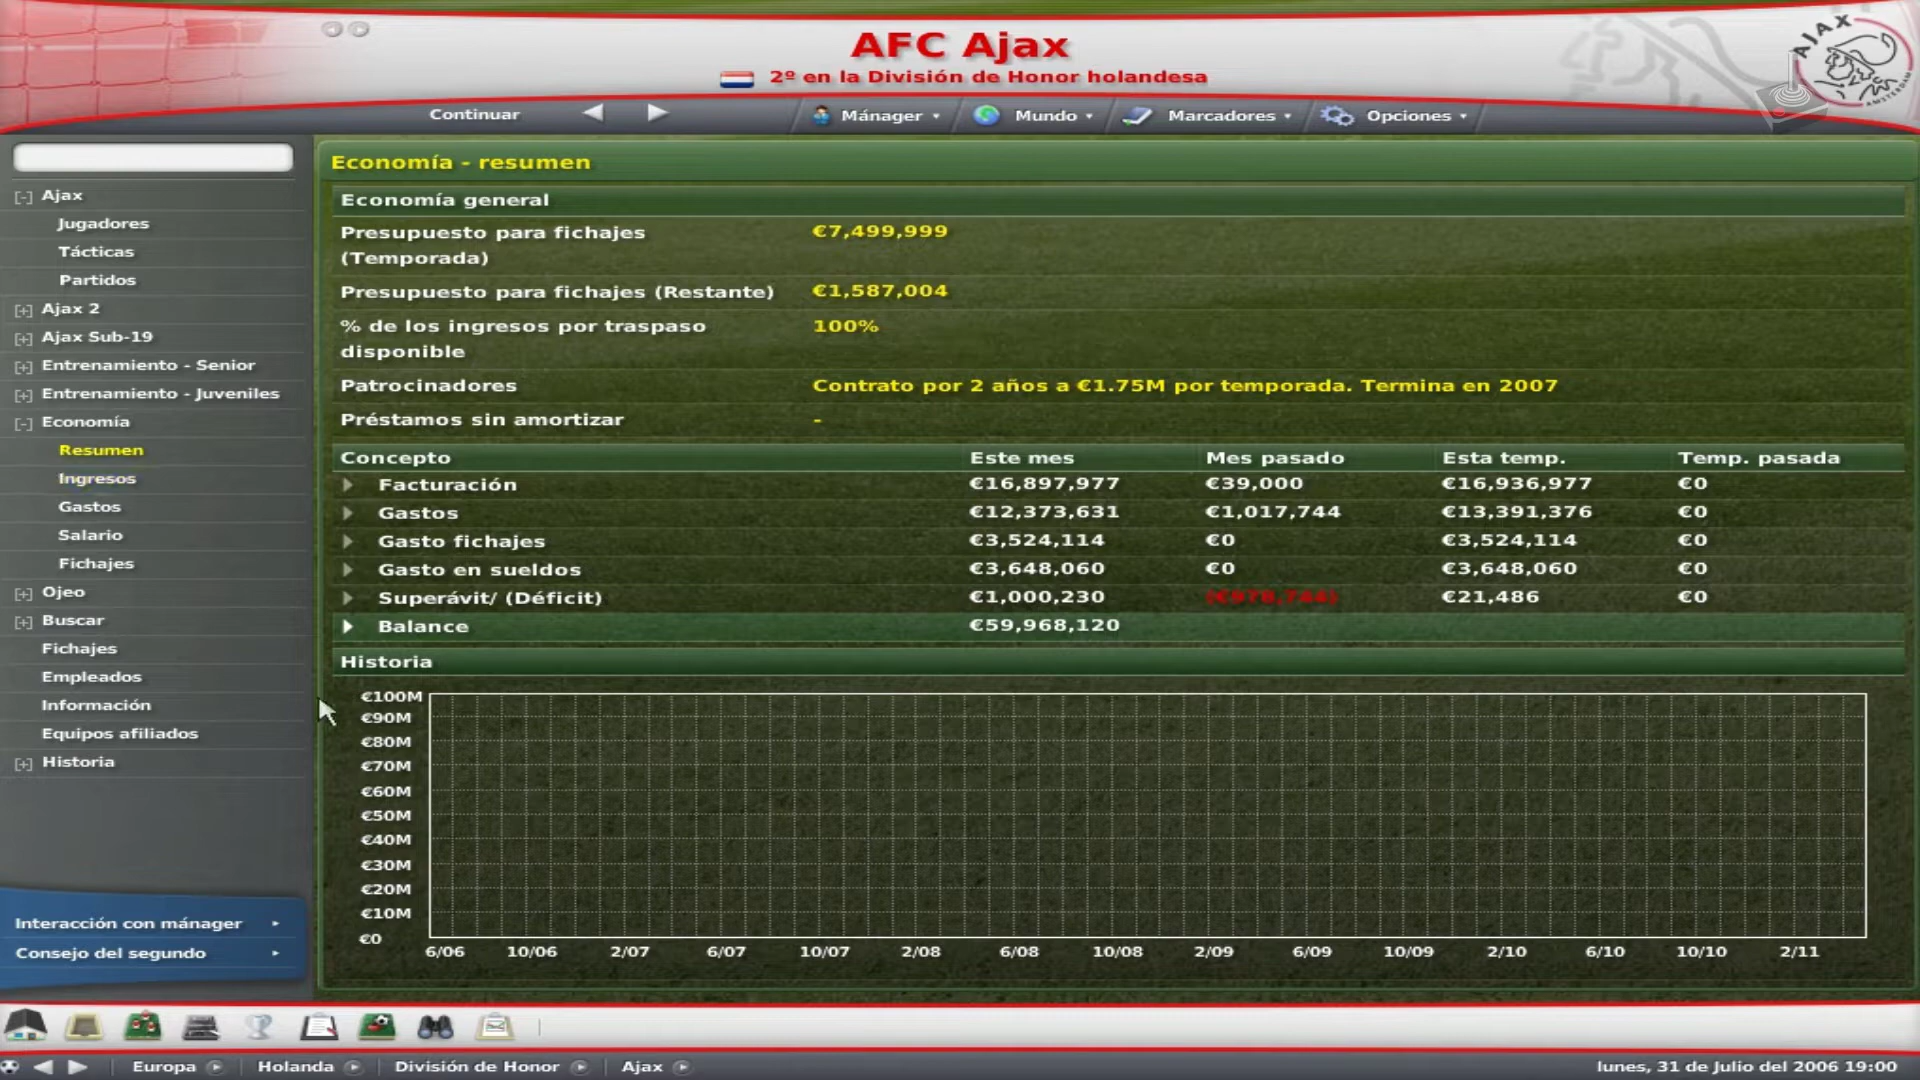 AFC Ajax
2º en la División de Honor holandesa
AJAX
AMSTERDAM
Continuar
Mánager
Mundo
Marcadores
Opciones
[-] Ajax
Jugadores
Tácticas
Partidos
[+] Ajax 2
[+] Ajax Sub-19
[+] Entrenamiento - Senior
[+] Entrenamiento - Juveniles
[-] Economía
Resumen
Ingresos
Gastos
Salario
Fichajes
[+] Ojeo
[+] Buscar
Fichajes
Empleados
Información
Equipos afiliados
[+] Historia
Interacción con mánager
Consejo del segundo
Economía - resumen
Economía general
Presupuesto para fichajes €7,499,999
(Temporada)
Presupuesto para fichajes (Restante) €1,587,004
% de los ingresos por traspaso 100%
disponible
Patrocinadores Contrato por 2 años a €1.75M por temporada. Termina en 2007
Préstamos sin amortizar -
Concepto Este mes Mes pasado Esta temp. Temp. pasada
Facturación €16,897,977 €39,000 €16,936,977 €0
Gastos €12,373,631 €1,017,744 €13,391,376 €0
Gasto fichajes €3,524,114 €0 €3,524,114 €0
Gasto en sueldos €3,648,060 €0 €3,648,060 €0
Superávit/ (Déficit) €1,000,230 (€978,744) €21,486 €0
Balance €59,968,120
Historia
€100M
€90M
€80M
€70M
€60M
€50M
€40M
€30M
€20M
€10M
€0
6/06 10/06 2/07 6/07 10/07 2/08 6/08 10/08 2/09 6/09 10/09 2/10 6/10 10/10 2/11
Europa Holanda División de Honor Ajax lunes, 31 de Julio del 2006 19:00